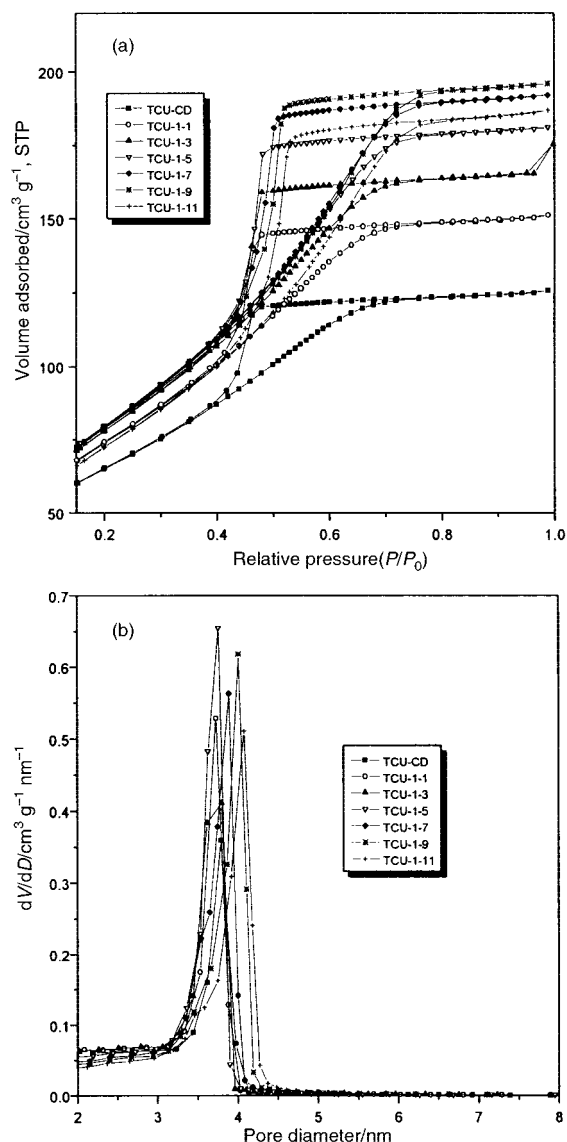 (a)
200
150
100
50
Volume adsorbed/cm³ g⁻¹, STP
TCU-CD
TCU-1-1
TCU-1-3
TCU-1-5
TCU-1-7
TCU-1-9
TCU-1-11
0.2
0.4
0.6
0.8
1.0
Relative pressure(P/P₀)
(b)
0.7
0.6
0.5
0.4
0.3
0.2
0.1
0.0
dV/dD/cm³ g⁻¹ nm⁻¹
TCU-CD
TCU-1-1
TCU-1-3
TCU-1-5
TCU-1-7
TCU-1-9
TCU-1-11
2
3
4
5
6
7
8
Pore diameter/nm